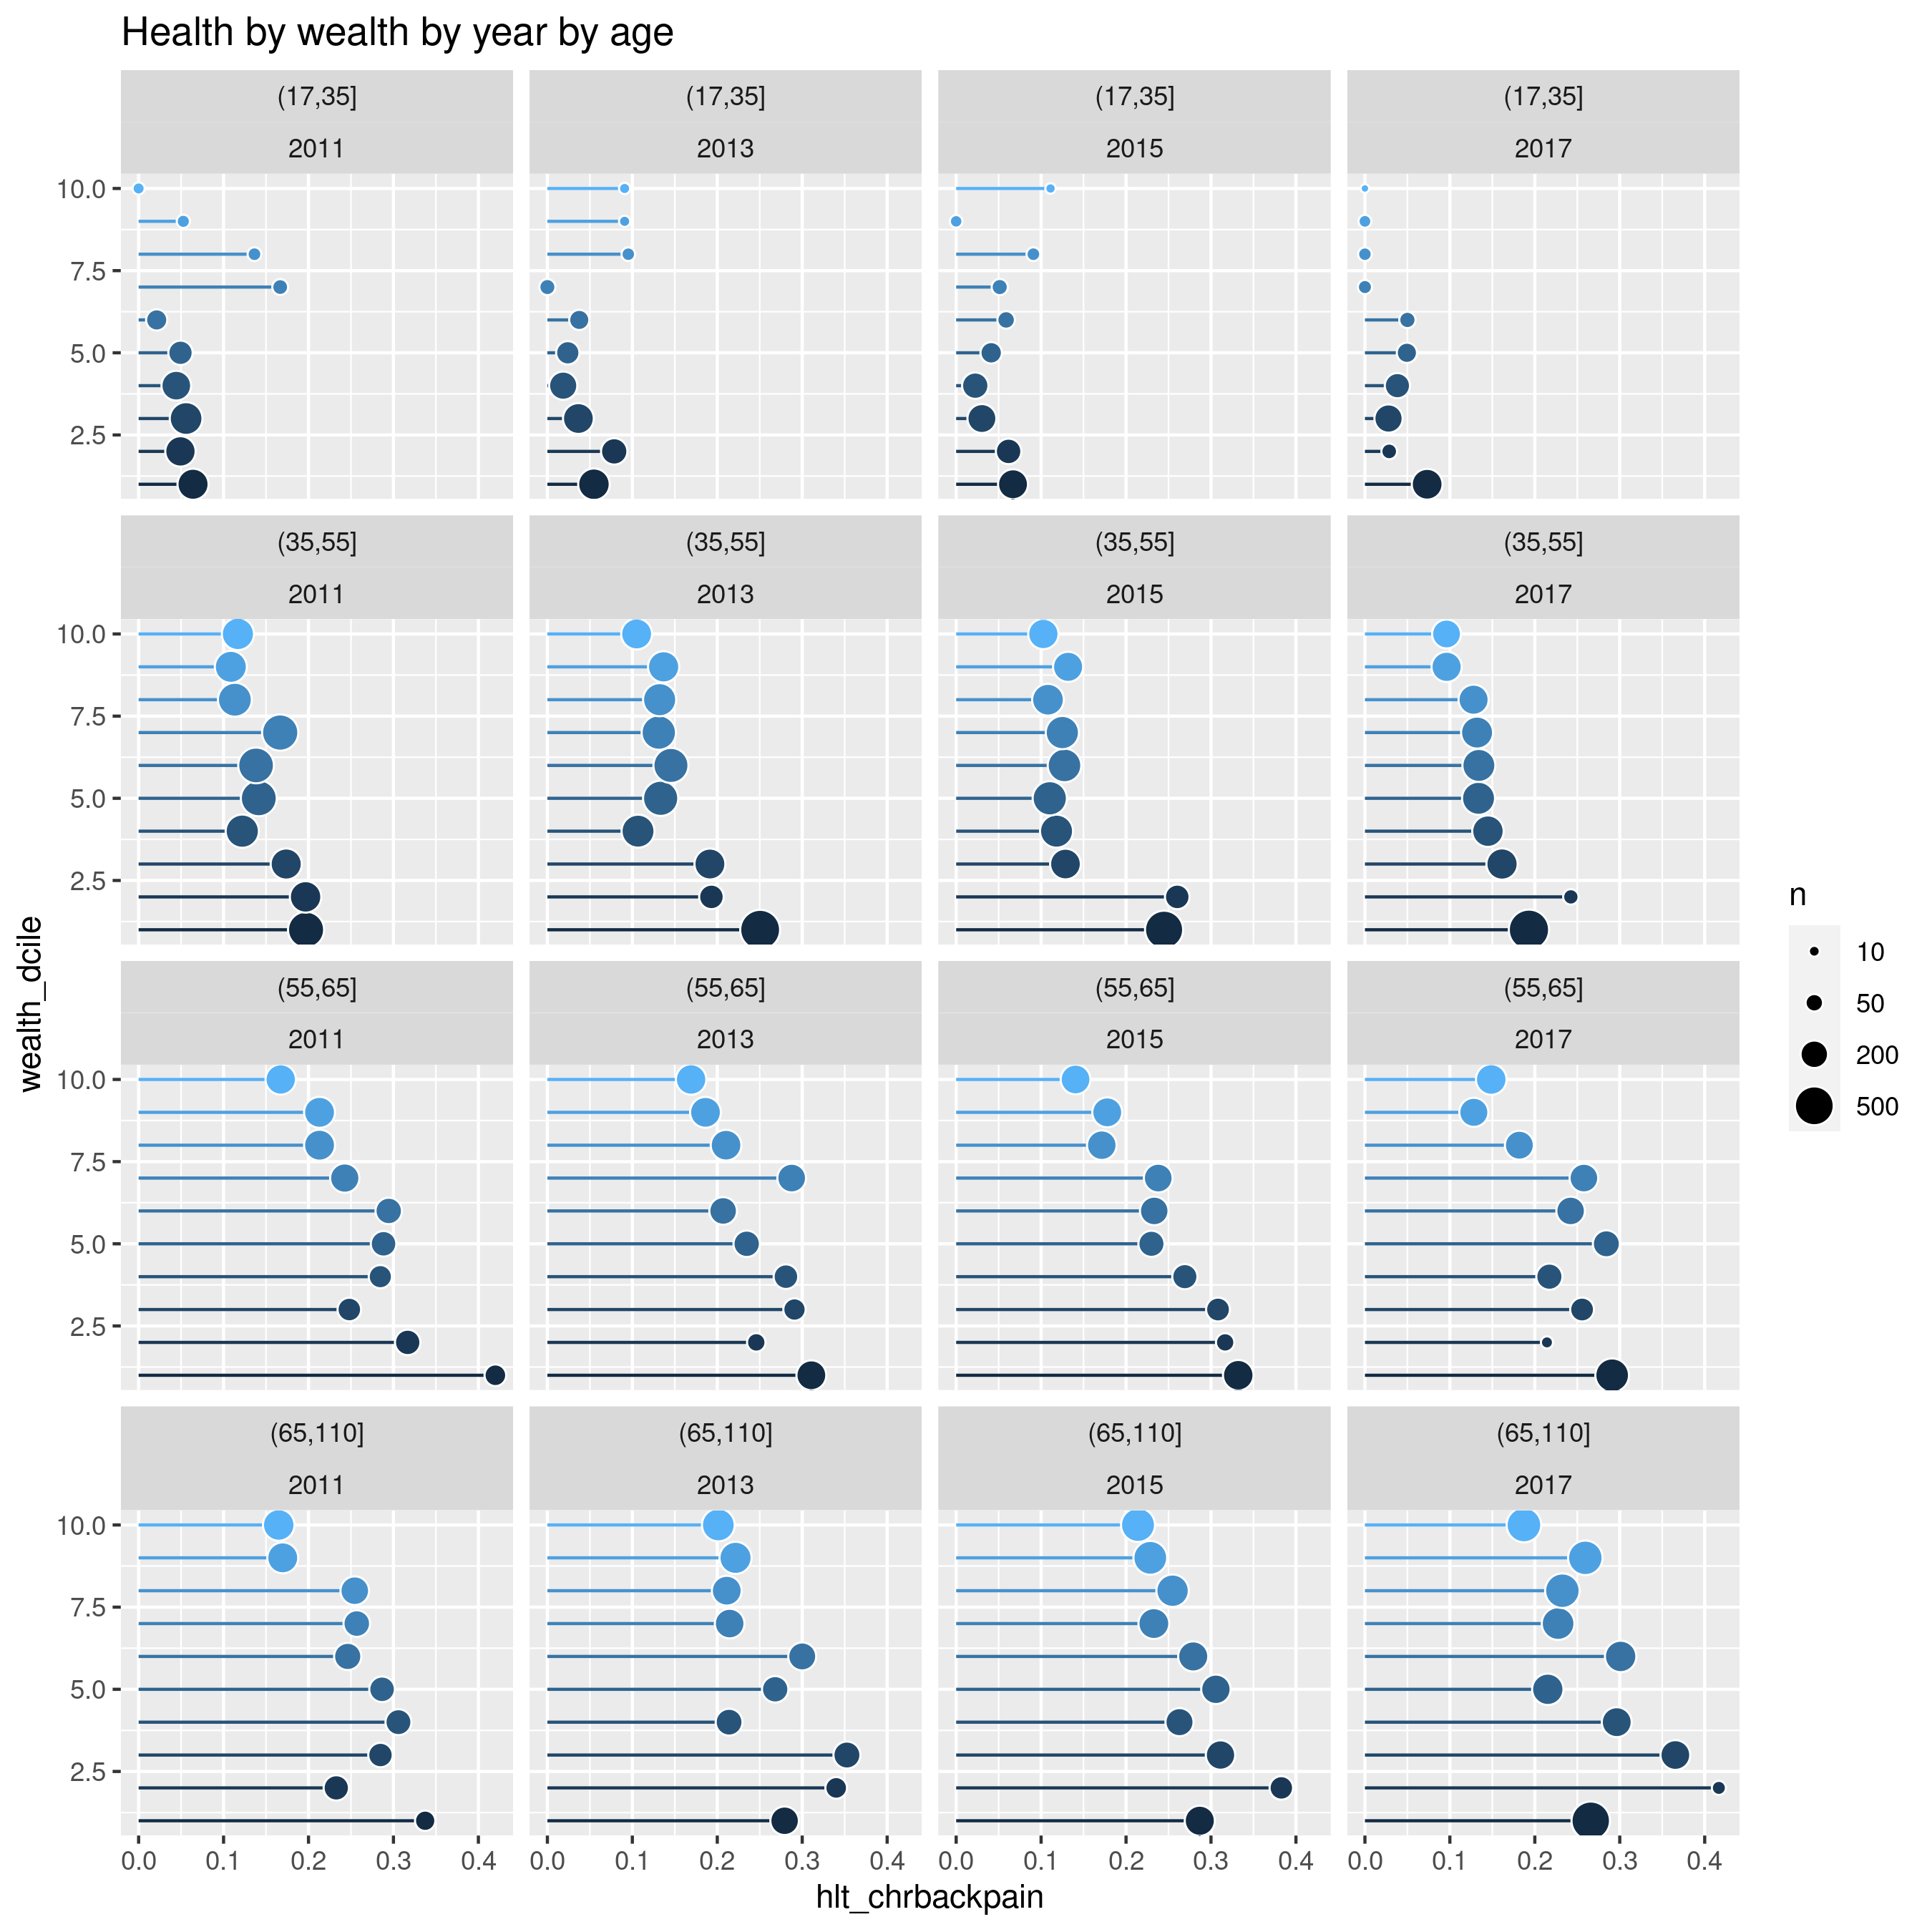 Health by wealth by year by age
(17,35] (17,35] (17,35] (17,35]
2011 2013 2015 2017
10.0
7.5
5.0
2.5
(35,55] (35,55] (35,55] (35,55]
2011 2013 2015 2017
10.0
7.5
5.0
2.5
(55,65] (55,65] (55,65] (55,65]
2011 2013 2015 2017
10.0
7.5
5.0
2.5
(65,110] (65,110] (65,110] (65,110]
2011 2013 2015 2017
10.0
7.5
5.0
2.5
0.0 0.1 0.2 0.3 0.4 0.0 0.1 0.2 0.3 0.4 0.0 0.1 0.2 0.3 0.4 0.0 0.1 0.2 0.3 0.4
hlt_chrbackpain
wealth_dcile
n
10
50
200
500